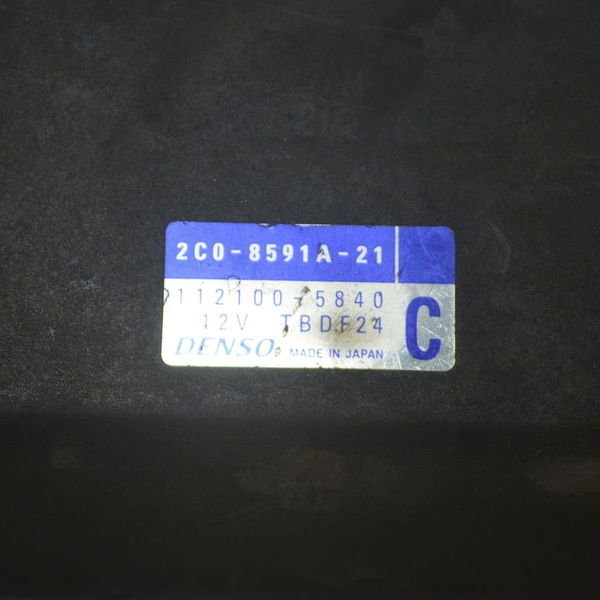 2C0-8591A-21
112100-5840
12V TBDF24
C
DENSO MADE IN JAPAN